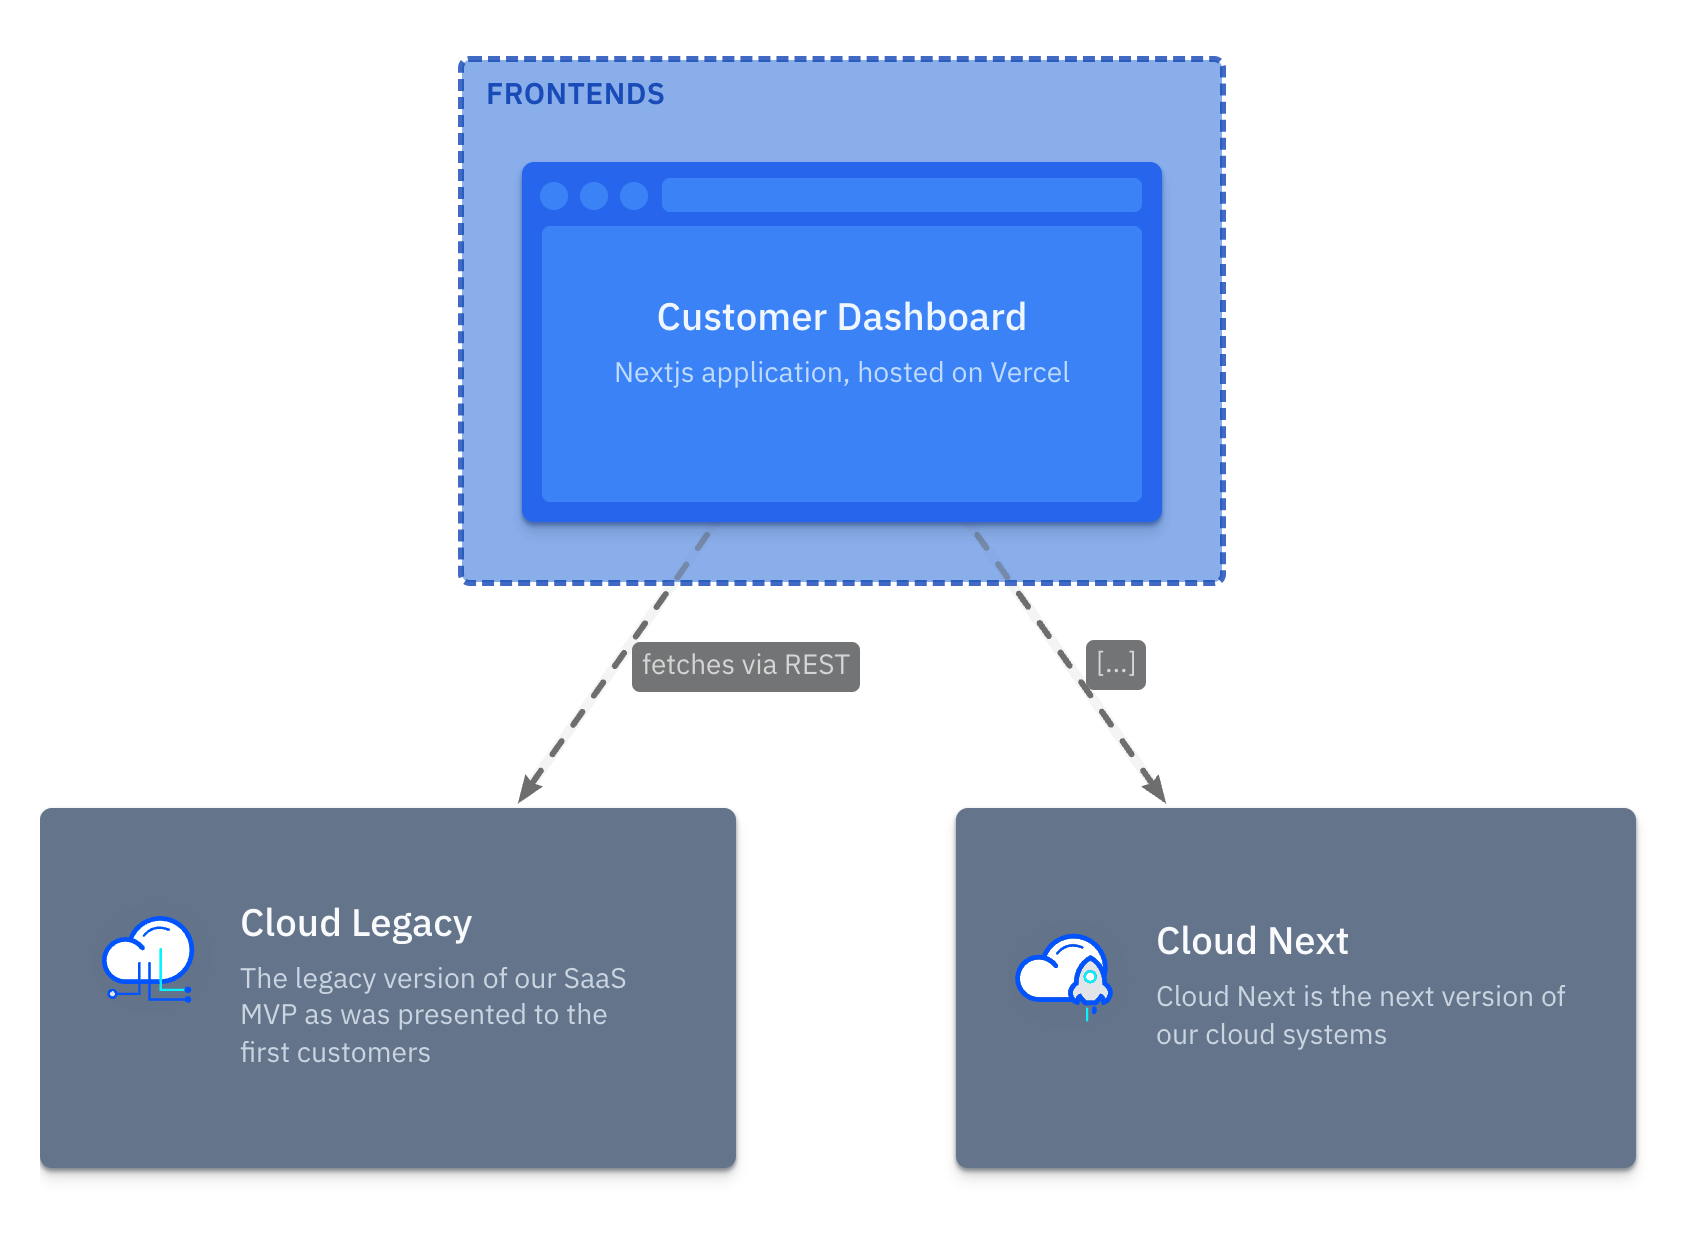 FRONTENDS
Customer Dashboard
Nextjs application, hosted on Vercel
fetches via REST
[...]
Cloud Legacy
The legacy version of our SaaS
MVP as was presented to the
first customers
Cloud Next
Cloud Next is the next version of
our cloud systems